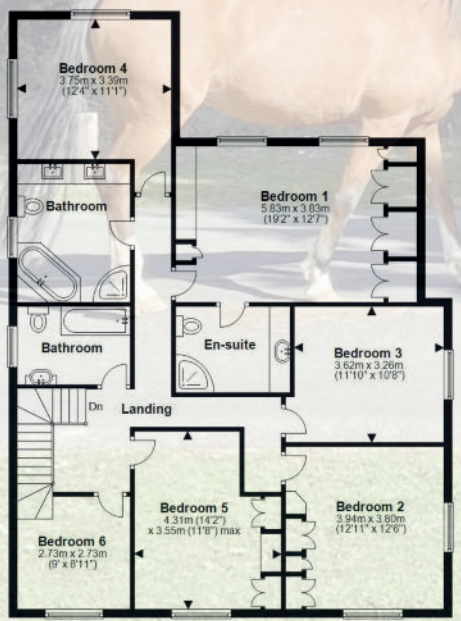 Bedroom 4
3.75m x 3.39m
(12'4" x 11'1")
Bathroom
Bedroom 1
5.83m x 3.83m
(19'2" x 12'7")
Bathroom
En-suite
Bedroom 3
3.62m x 3.26m
(11'10" x 10'8")
Dn
Landing
Bedroom 5
4.31m (14'2")
x 3.55m (11'8") max
Bedroom 2
3.94m x 3.80m
(12'11" x 12'6")
Bedroom 6
2.73m x 2.73m
(9' x 8'11")